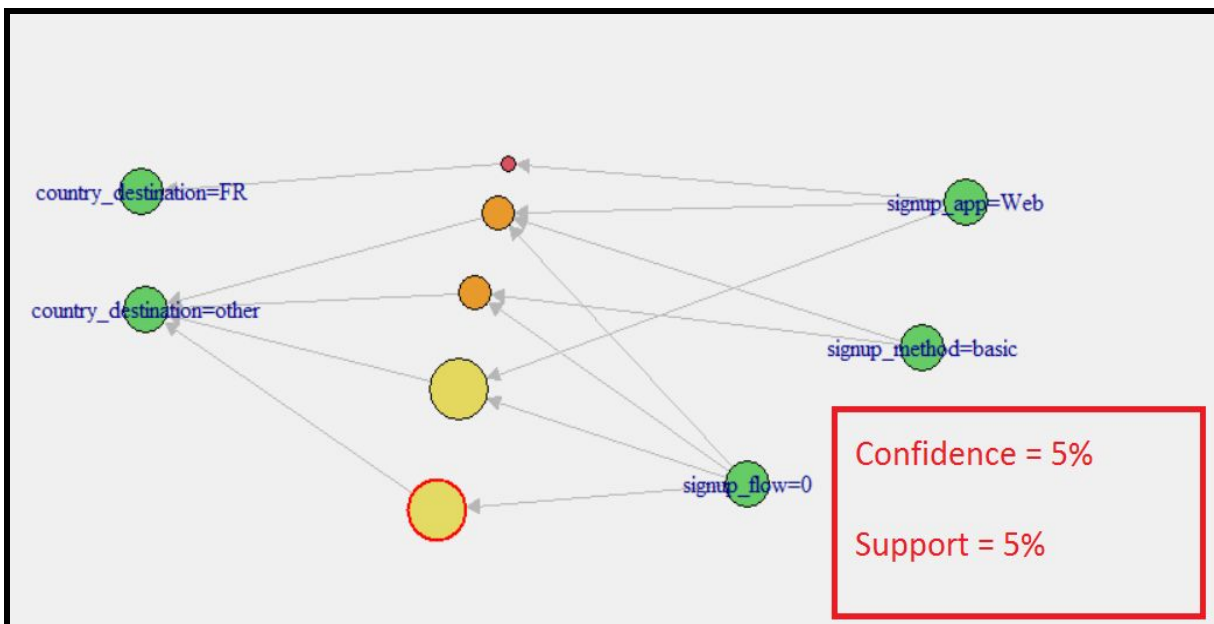 country_destination=FR
signup_app=Web
country_destination=other
signup_method=basic
signup_flow=0
Confidence = 5%
Support = 5%